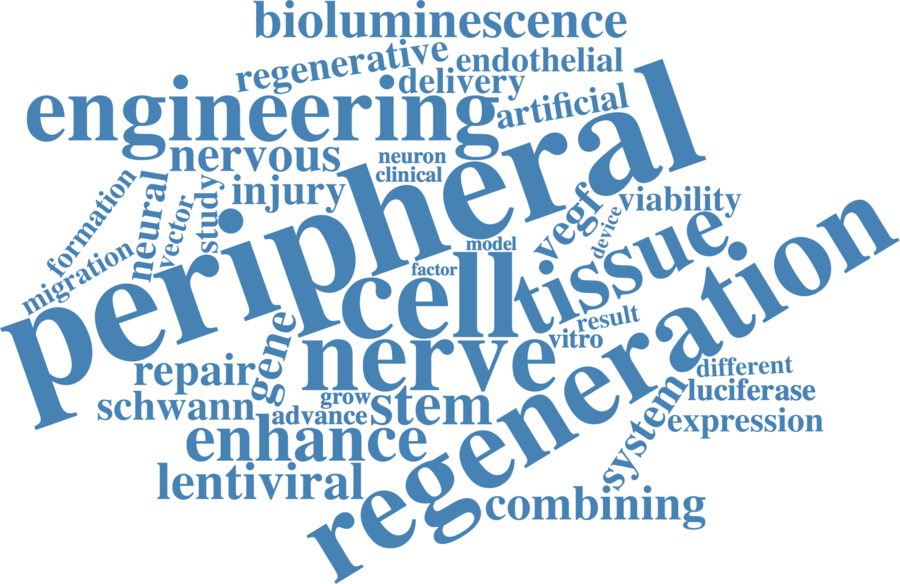 bioluminescence
regenerative
endothelial
delivery
engineering
artificial
peripheral
nervous
neuron
clinical
injury
formation
neural
vector
study
migration
vegf
viability
device
model
factor
cell
tissue
regeneration
result
vitro
nerve
gene
repair
different
luciferase
grow
schwann
advance
stem
system
expression
enhance
lentiviral
combining